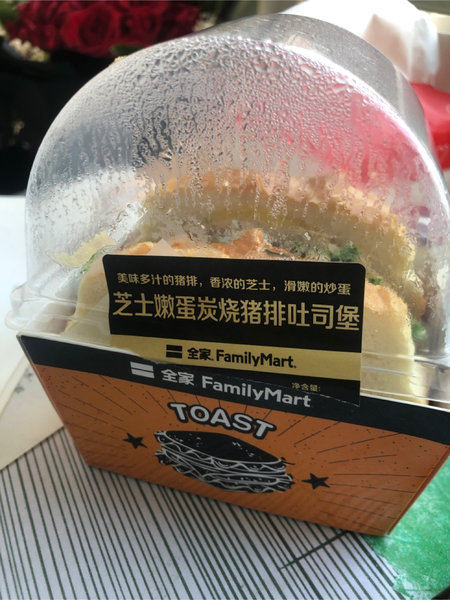 美味多汁的猪排，香浓的芝士，滑嫩的炒蛋
芝士嫩蛋炭烧猪排吐司堡
全家 FamilyMart
净含量:
全家 FamilyMart
TOAST